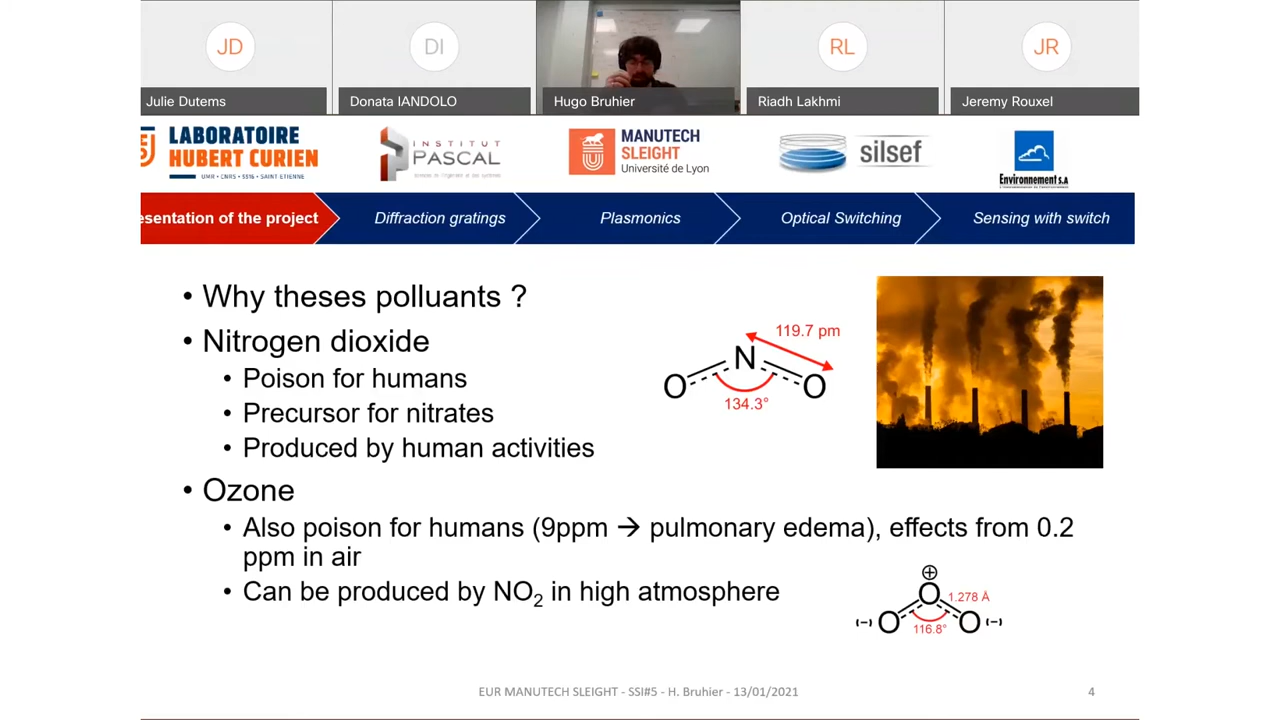 JD
DI
RL
JR
Julie Dutems
Donata IANDOLO
Hugo Bruhier
Riadh Lakhmi
Jeremy Rouxel
LABORATOIRE
HUBERT CURIEN
UMR • CNRS • 5516 • SAINT-ETIENNE
INSTITUT
PASCAL
MANUTECH
SLEIGHT
Université de Lyon
silsef
Environnement S.A
esentation of the project
Diffraction gratings
Plasmonics
Optical Switching
Sensing with switch
• Why theses polluants ?
• Nitrogen dioxide
• Poison for humans
• Precursor for nitrates
• Produced by human activities
119.7 pm
N
O O
134.3°
• Ozone
• Also poison for humans (9ppm → pulmonary edema), effects from 0.2
ppm in air
• Can be produced by NO₂ in high atmosphere
⊕
O 1.278 Å
(−) O O (−)
116.8°
EUR MANUTECH SLEIGHT - SSI#5 - H. Bruhier - 13/01/2021
4